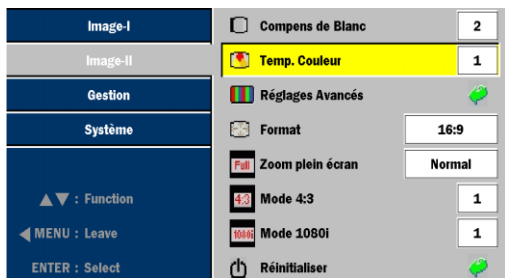 Image-I
Image-II
Gestion
Système
▲▼ : Function
◀ MENU : Leave
ENTER : Select
Compens de Blanc 2
Temp. Couleur 1
Réglages Avancés
Format 16:9
Full Zoom plein écran Normal
4:3 Mode 4:3 1
1080i Mode 1080i 1
Réinitialiser